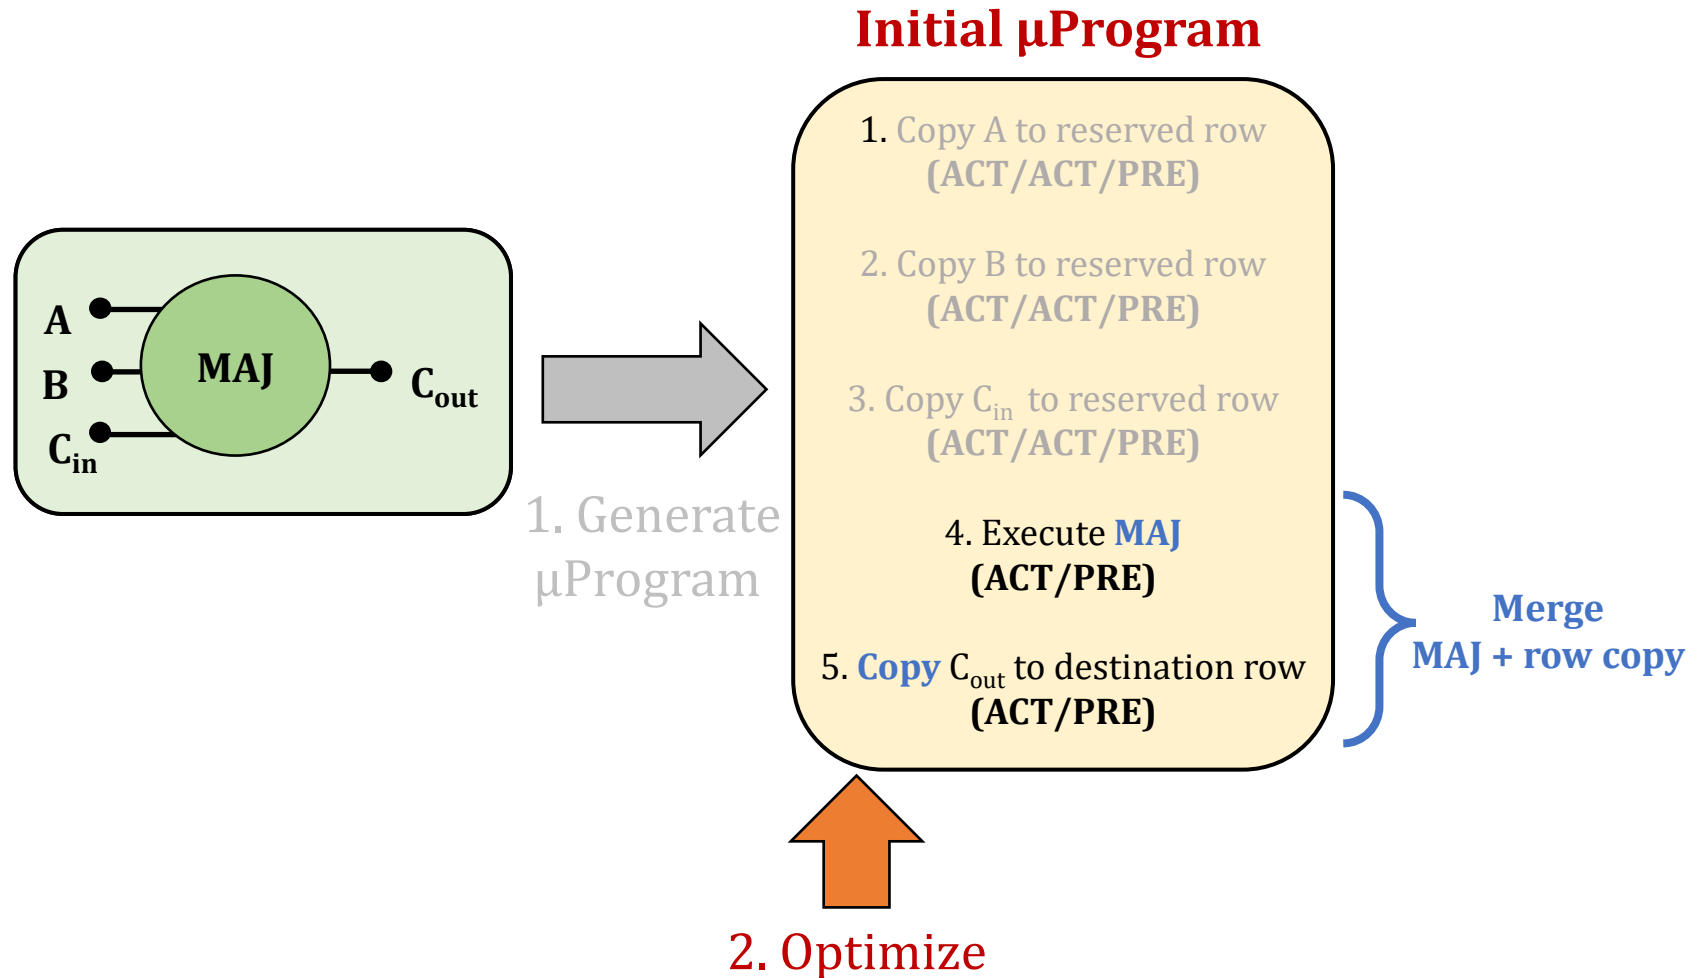 Initial μProgram
1. Copy A to reserved row
(ACT/ACT/PRE)
2. Copy B to reserved row
(ACT/ACT/PRE)
3. Copy Cin to reserved row
(ACT/ACT/PRE)
4. Execute MAJ
(ACT/PRE)
5. Copy Cout to destination row
(ACT/PRE)
A
B
Cin
MAJ
Cout
1. Generate
μProgram
Merge
MAJ + row copy
2. Optimize